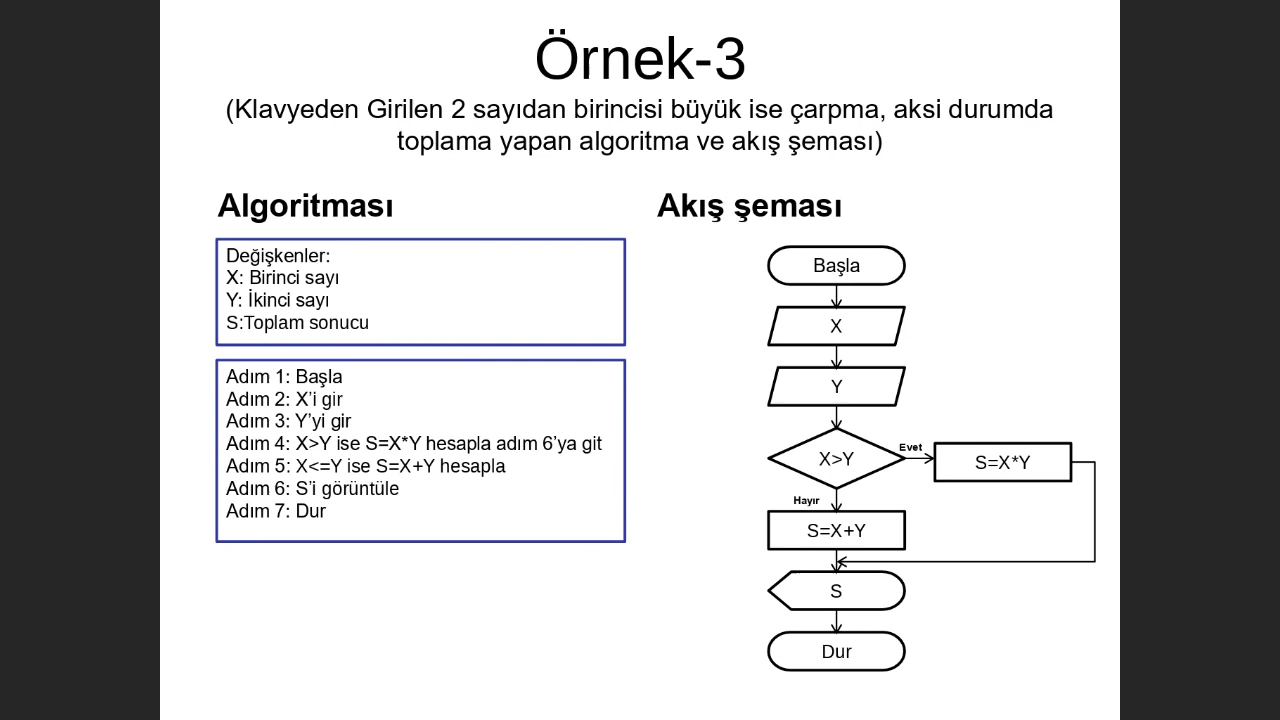 Örnek-3
(Klavyeden Girilen 2 sayıdan birincisi büyük ise çarpma, aksi durumda
toplama yapan algoritma ve akış şeması)
Algoritması
Değişkenler:
X: Birinci sayı
Y: İkinci sayı
S:Toplam sonucu
Adım 1: Başla
Adım 2: X’i gir
Adım 3: Y’yi gir
Adım 4: X>Y ise S=X*Y hesapla adım 6’ya git
Adım 5: X<=Y ise S=X+Y hesapla
Adım 6: S’i görüntüle
Adım 7: Dur
Akış şeması
Başla
X
Y
X>Y
Evet
S=X*Y
Hayır
S=X+Y
S
Dur